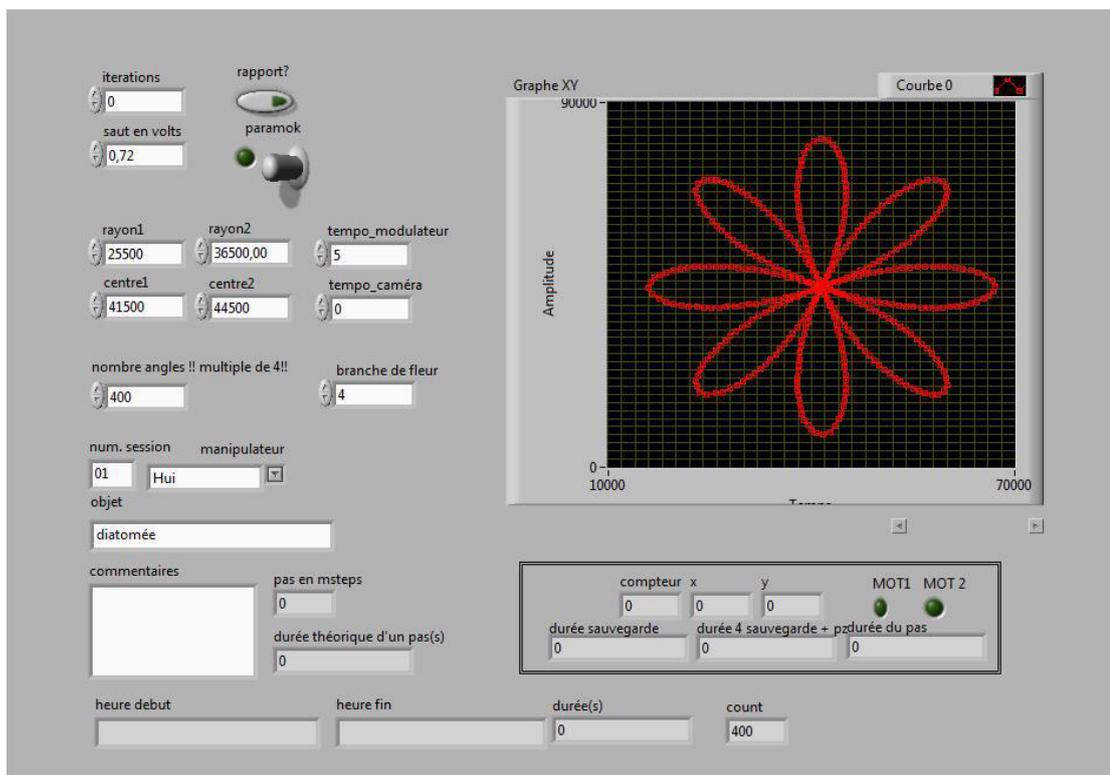 iterations
0
rapport?
saut en volts
0,72
paramok
rayon1
25500
rayon2
36500,00
tempo_modulateur
5
centre1
41500
centre2
44500
tempo_caméra
0
nombre angles !! multiple de 4!!
400
branche de fleur
4
num. session
01
manipulateur
Hui
objet
diatomée
commentaires
pas en msteps
0
durée théorique d'un pas(s)
0
heure debut
heure fin
durée(s)
0
count
400
Graphe XY
Courbe 0
90000
Amplitude
0
10000
70000
Temps
compteur
0
x
0
y
0
MOT1
MOT 2
durée sauvegarde
0
durée 4 sauvegarde + pz
0
durée du pas
0